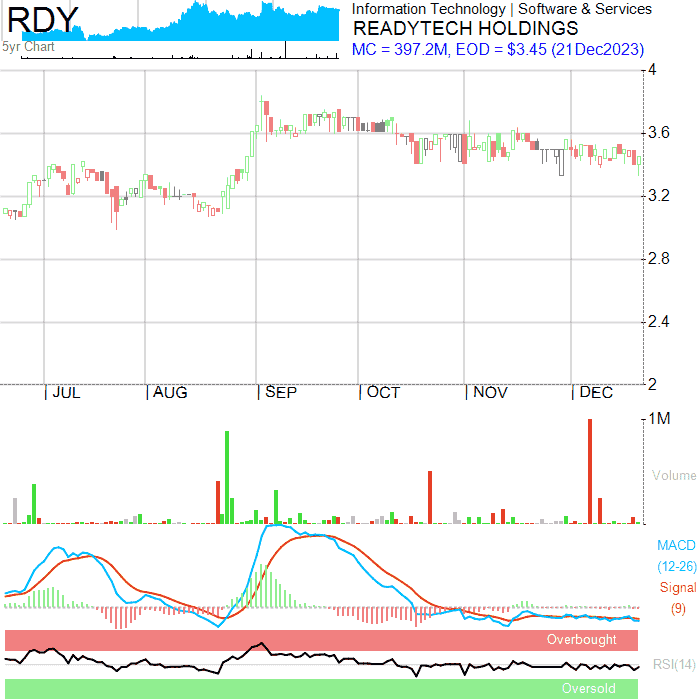 RDY
5yr Chart
Information Technology | Software & Services
READYTECH HOLDINGS
MC = 397.2M, EOD = $3.45 (21Dec2023)
4
3.6
3.2
2.8
2.4
2
| JUL | AUG | SEP | OCT | NOV | DEC
1M
Volume
MACD
(12-26)
Signal
(9)
Overbought
RSI(14)
Oversold